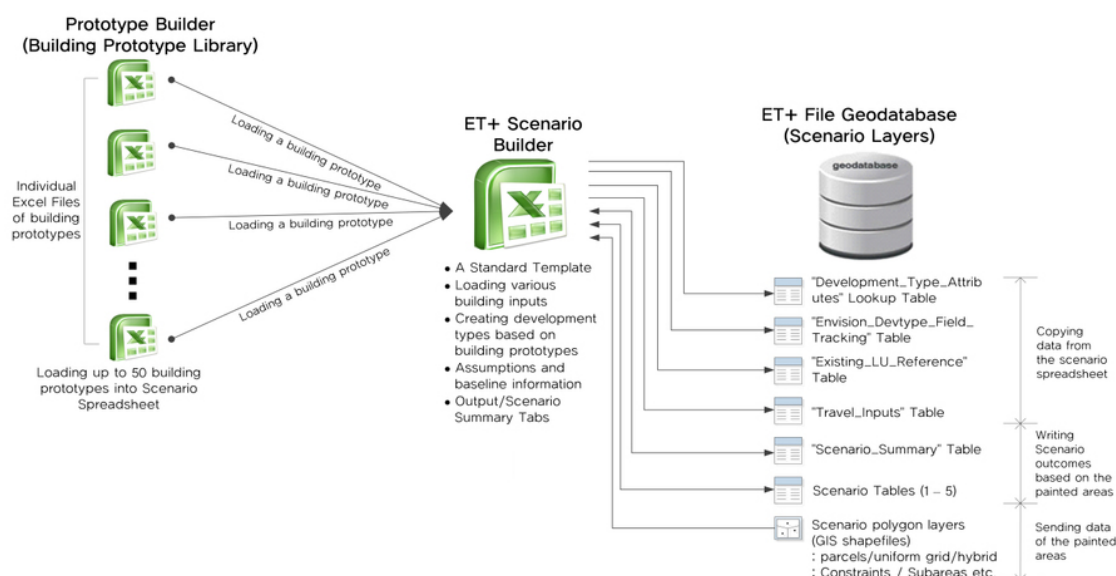 Prototype Builder
(Building Prototype Library)
Individual
Excel Files
of building
prototypes
Loading a building prototype
Loading a building prototype
Loading a building prototype
Loading a building prototype
Loading up to 50 building
prototypes into Scenario
Spreadsheet
ET+ Scenario
Builder
• A Standard Template
• Loading various
building inputs
• Creating development
types based on
building prototypes
• Assumptions and
baseline information
• Output/Scenario
Summary Tabs
ET+ File Geodatabase
(Scenario Layers)
geodatabase
"Development_Type_Attrib
utes" Lookup Table
"Envision_Devtype_Field_
Tracking" Table
"Existing_LU_Reference"
Table
"Travel_Inputs" Table
"Scenario_Summary" Table
Scenario Tables (1 – 5)
Scenario polygon layers
(GIS shapefiles)
: parcels/uniform grid/hybrid
: Constraints / Subareas etc
Copying
data from
the scenario
spreadsheet
Writing
Scenario
outcomes
based on the
painted areas
Sending data
of the painted
areas